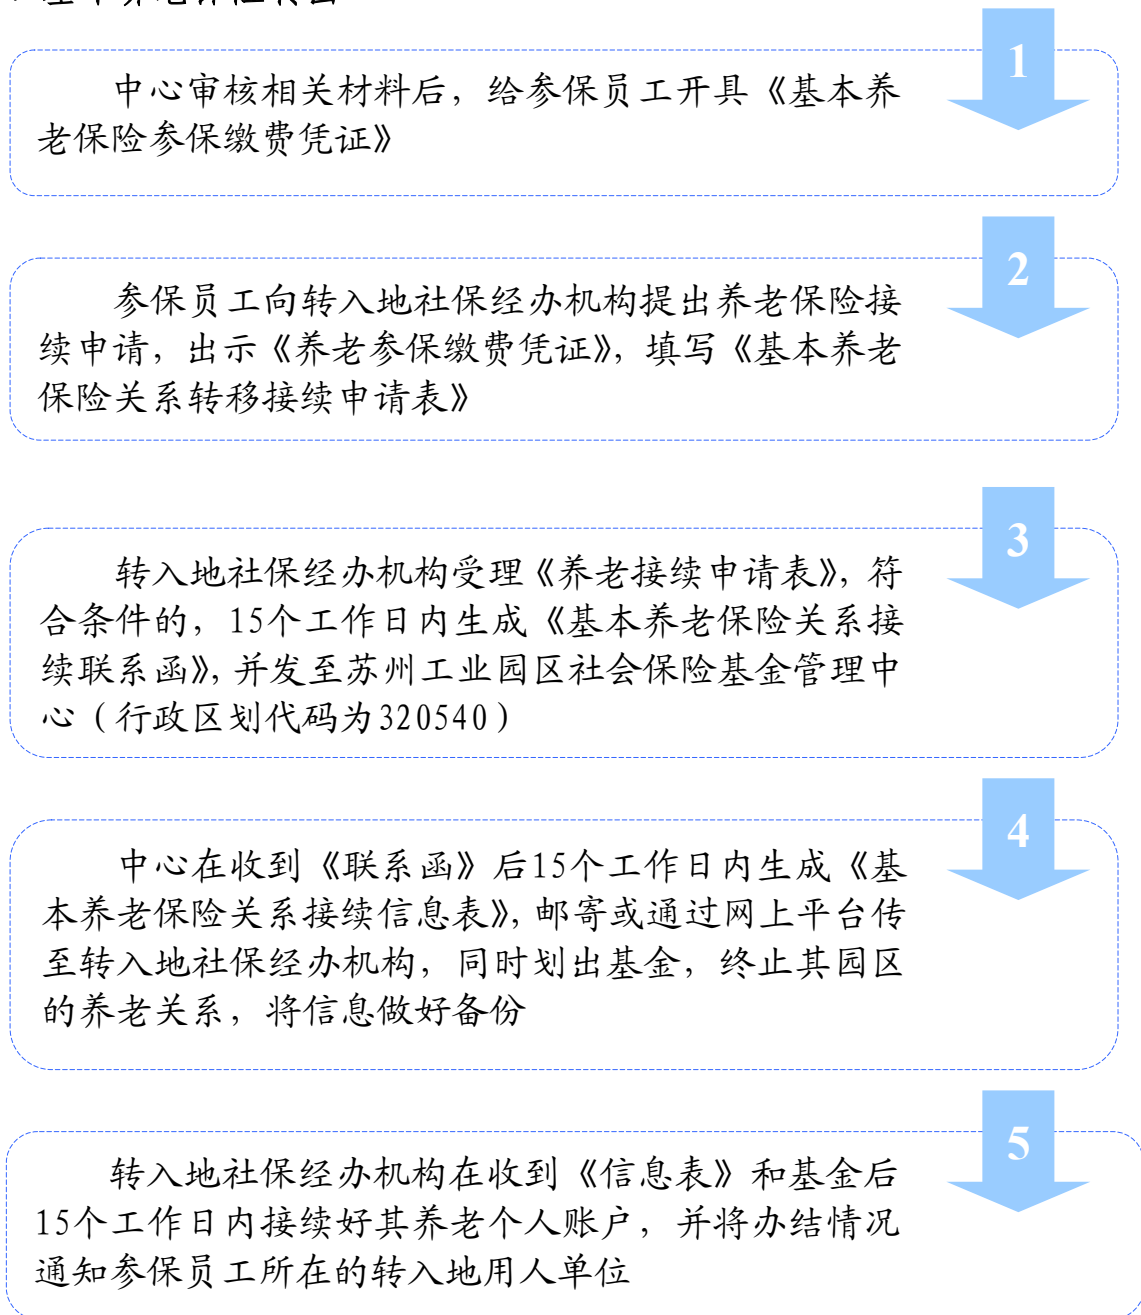 1
中心审核相关材料后，给参保员工开具《基本养
老保险参保缴费凭证》
2
参保员工向转入地社保经办机构提出养老保险接
续申请，出示《养老参保缴费凭证》，填写《基本养老
保险关系转移接续申请表》
3
转入地社保经办机构受理《养老接续申请表》，符
合条件的，15个工作日内生成《基本养老保险关系接
续联系函》，并发至苏州工业园区社会保险基金管理中
心（行政区划代码为320540）
4
中心在收到《联系函》后15个工作日内生成《基
本养老保险关系接续信息表》，邮寄或通过网上平台传
至转入地社保经办机构，同时划出基金，终止其园区
的养老关系，将信息做好备份
5
转入地社保经办机构在收到《信息表》和基金后
15个工作日内接续好其养老个人账户，并将办结情况
通知参保员工所在的转入地用人单位